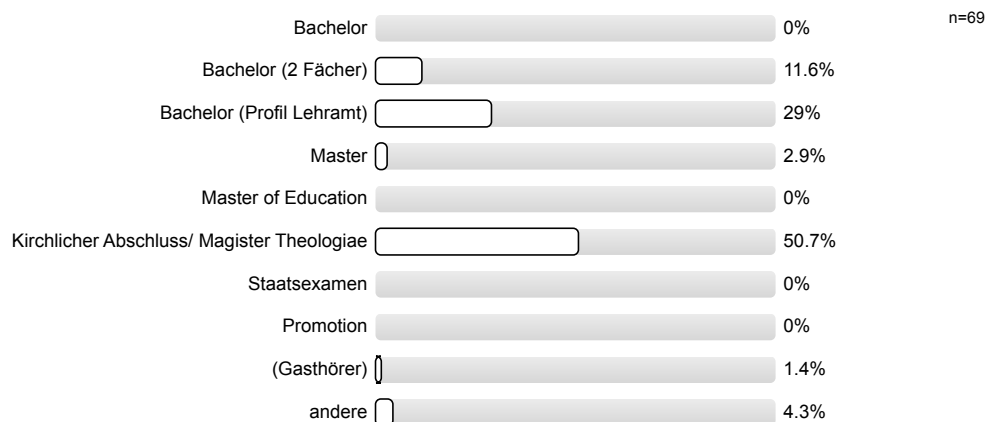 n=69
Bachelor 0%
Bachelor (2 Fächer) 11.6%
Bachelor (Profil Lehramt) 29%
Master 2.9%
Master of Education 0%
Kirchlicher Abschluss/ Magister Theologiae 50.7%
Staatsexamen 0%
Promotion 0%
(Gasthörer) 1.4%
andere 4.3%